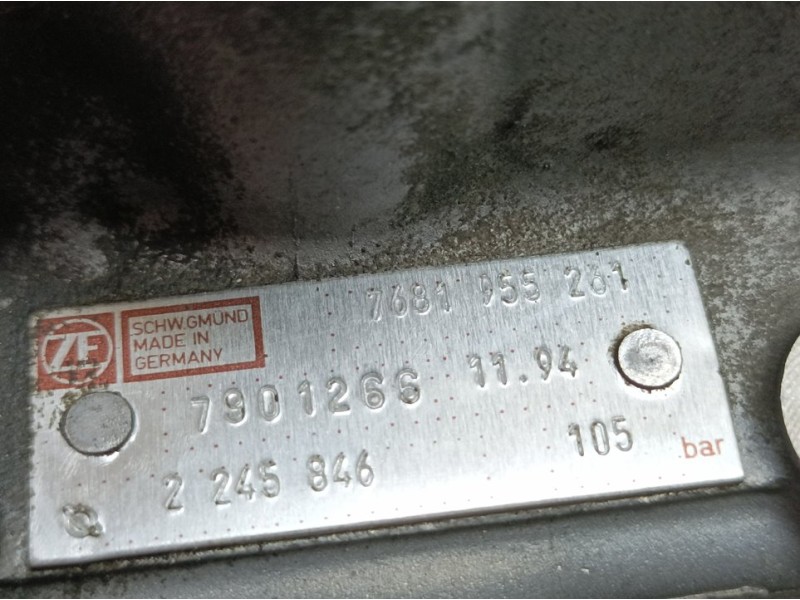 ZF
SCHW.GMÜND
MADE IN
GERMANY
7681 955 261
7901266 11.94
2 245 846 105 bar